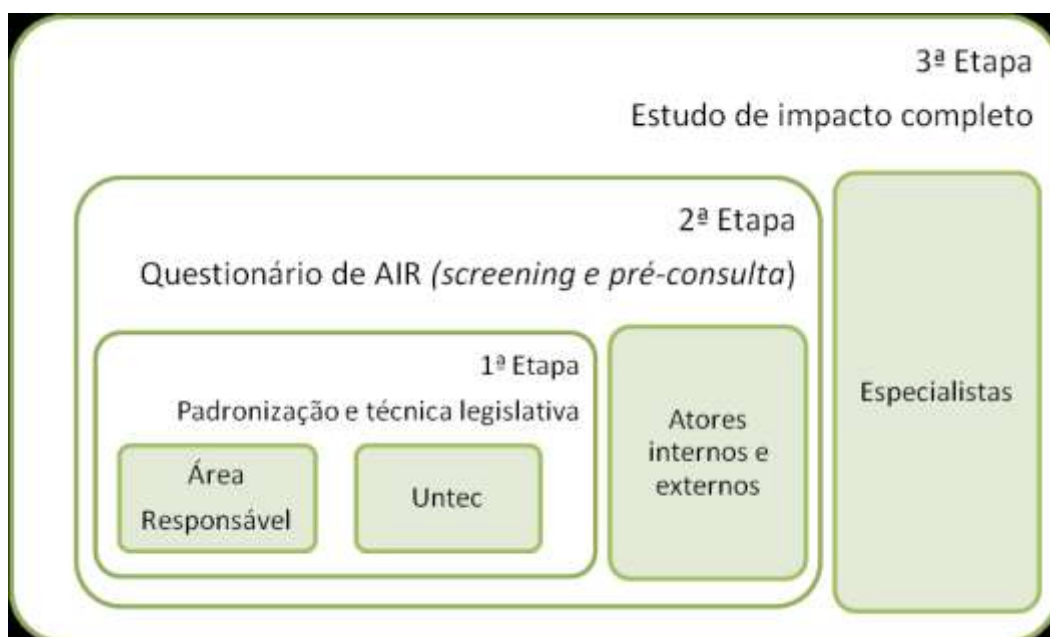 3ª Etapa
Estudo de impacto completo
2ª Etapa
Questionário de AIR (screening e pré-consulta)
1ª Etapa
Padronização e técnica legislativa
Área
Responsável
Untec
Atores
internos e
externos
Especialistas